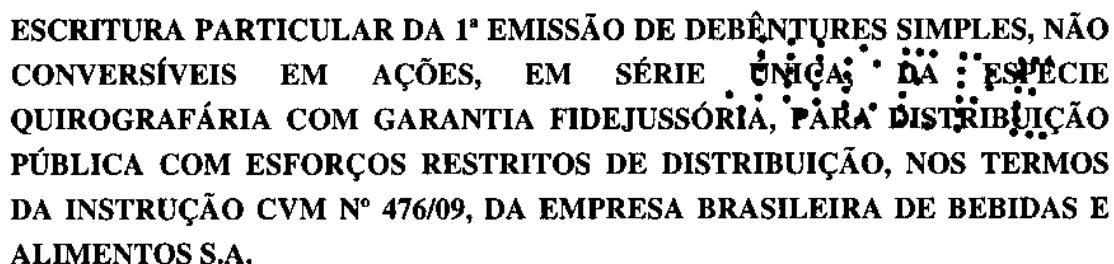 ESCRITURA PARTICULAR DA 1ª EMISSÃO DE DEBÊNTURES SIMPLES, NÃO
CONVERSÍVEIS EM AÇÕES, EM SÉRIE ÚNICA, DA ESPÉCIE
QUIROGRAFÁRIA COM GARANTIA FIDEJUSSÓRIA, PARA DISTRIBUIÇÃO
PÚBLICA COM ESFORÇOS RESTRITOS DE DISTRIBUIÇÃO, NOS TERMOS
DA INSTRUÇÃO CVM Nº 476/09, DA EMPRESA BRASILEIRA DE BEBIDAS E
ALIMENTOS S.A.